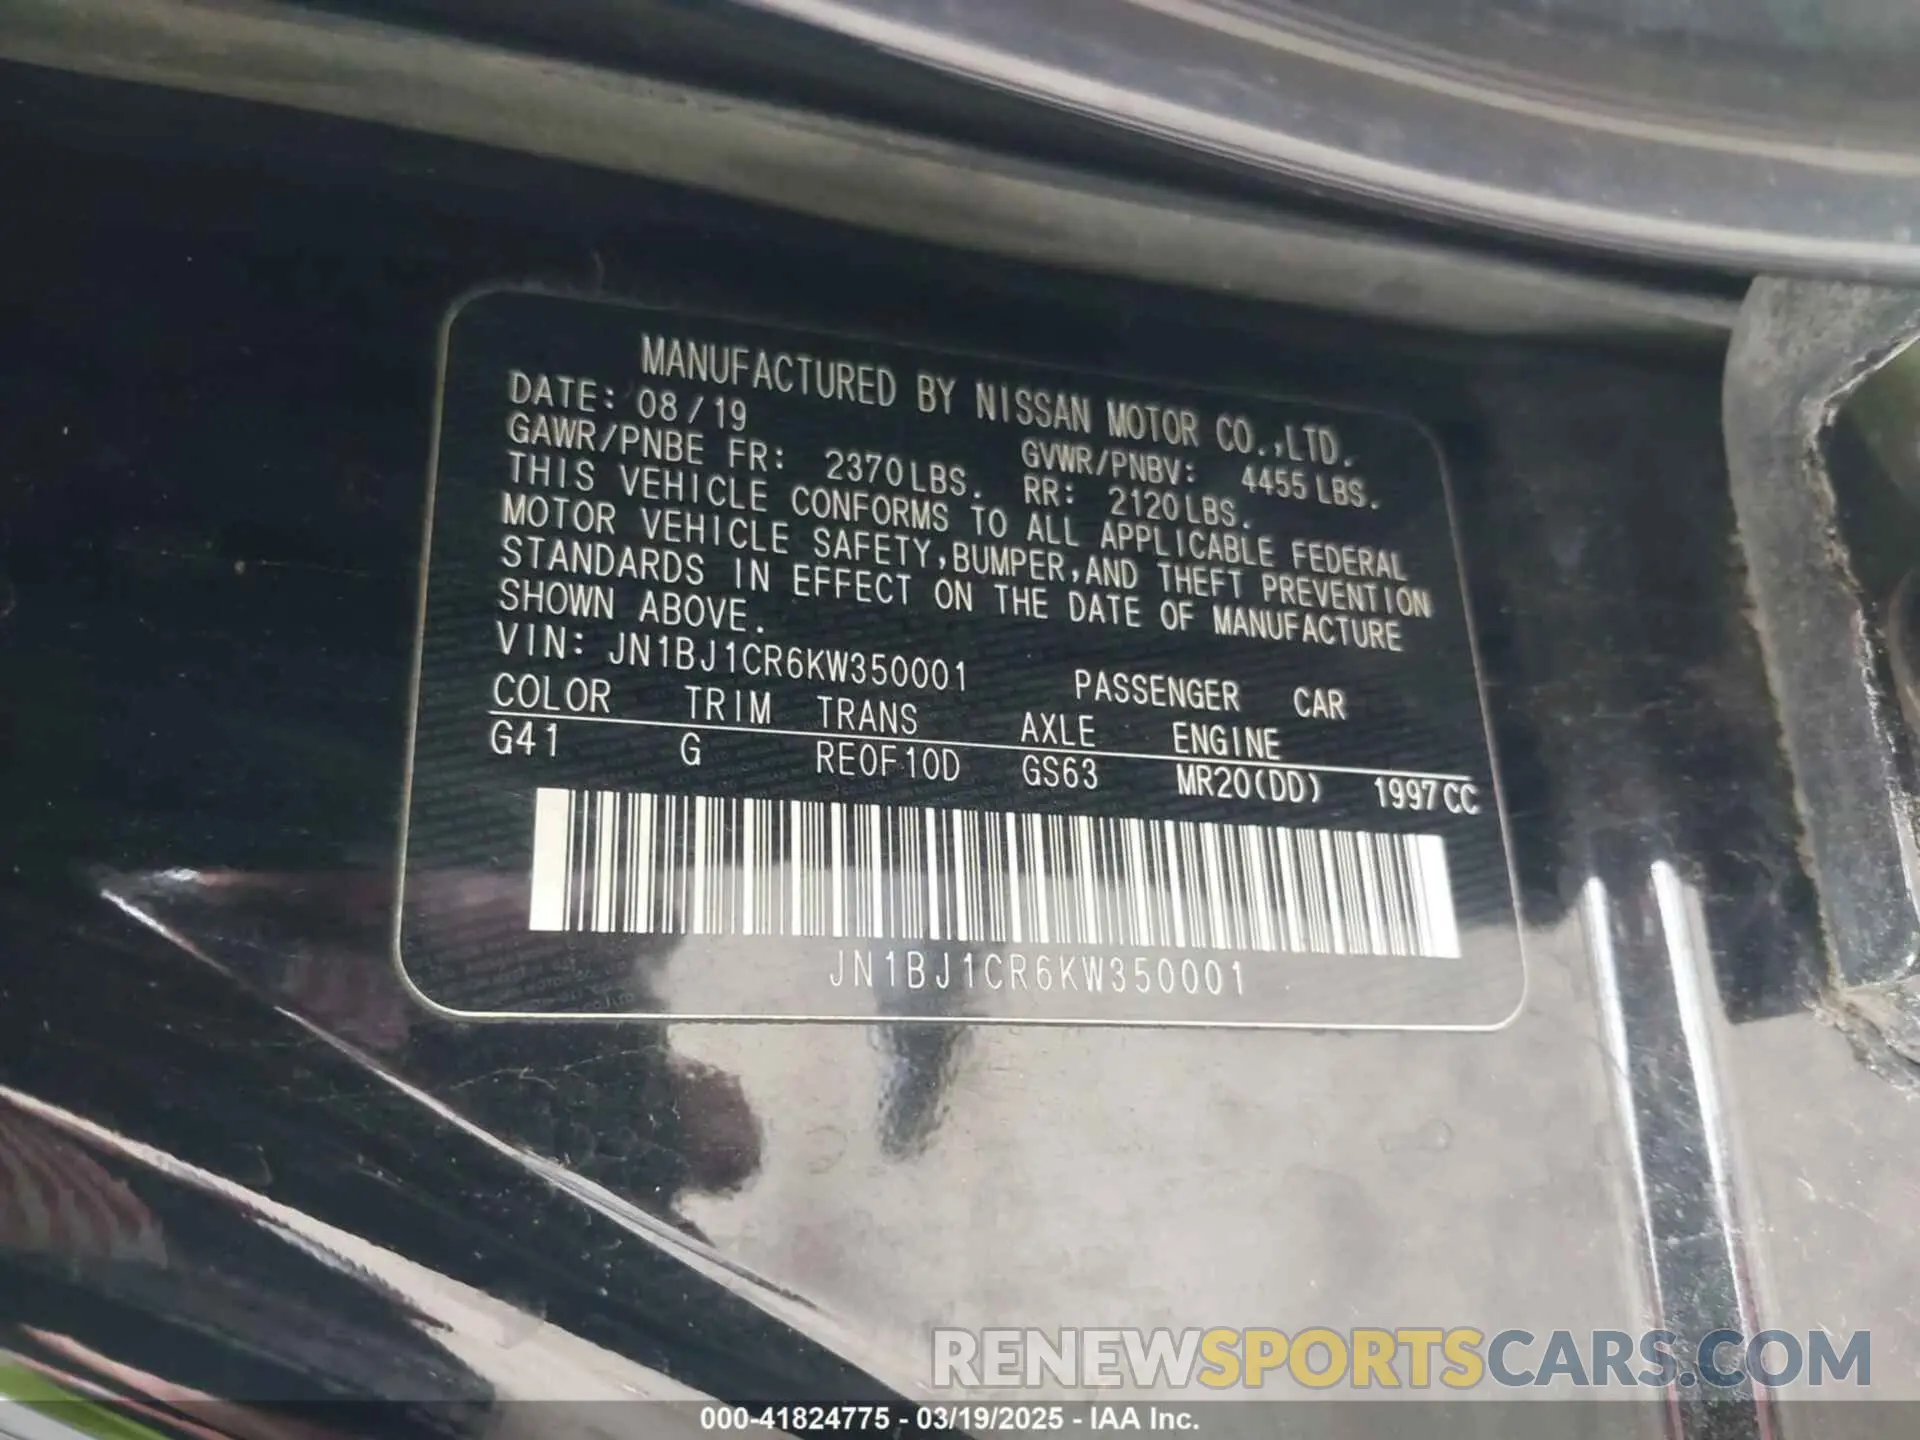 MANUFACTURED BY NISSAN MOTOR CO.,LTD.
DATE: 08/19 GVWR/PNBV: 4455LBS.
GAWR/PNBE FR: 2370LBS. RR: 2120LBS.
THIS VEHICLE CONFORMS TO ALL APPLICABLE FEDERAL
MOTOR VEHICLE SAFETY,BUMPER,AND THEFT PREVENTION
STANDARDS IN EFFECT ON THE DATE OF MANUFACTURE
SHOWN ABOVE.
VIN: JN1BJ1CR6KW350001 PASSENGER CAR
COLOR TRIM TRANS AXLE ENGINE
G41 G RE0F10D GS63 MR20(DD) 1997CC
JN1BJ1CR6KW350001
RENEWSPORTSCARS.COM
000-41824775 - 03/19/2025 - IAA Inc.